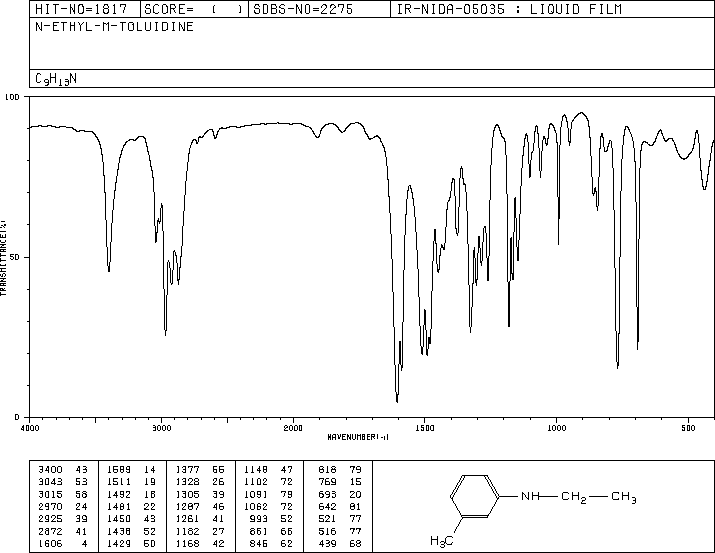 HIT-NO=1817 SCORE= ( ) SDBS-NO=2275 IR-NIDA-05035 : LIQUID FILM
N-ETHYL-M-TOLUIDINE
C9H13N
100
50
0
TRANSMITTANCE(%)
4000 3000 2000 1500 1000 500
WAVENUMBER(-1)
3400 43 1589 14 1377 55 1148 47 818 79
3043 53 1511 19 1328 26 1102 72 769 15
3015 58 1492 18 1305 39 1091 79 693 20
2970 24 1481 22 1287 46 1062 72 642 81
2925 39 1450 43 1261 41 993 52 521 77
2872 41 1438 52 1182 27 861 66 516 77
1606 4 1429 50 1168 42 846 62 439 68
NH CH2 CH3
H3C